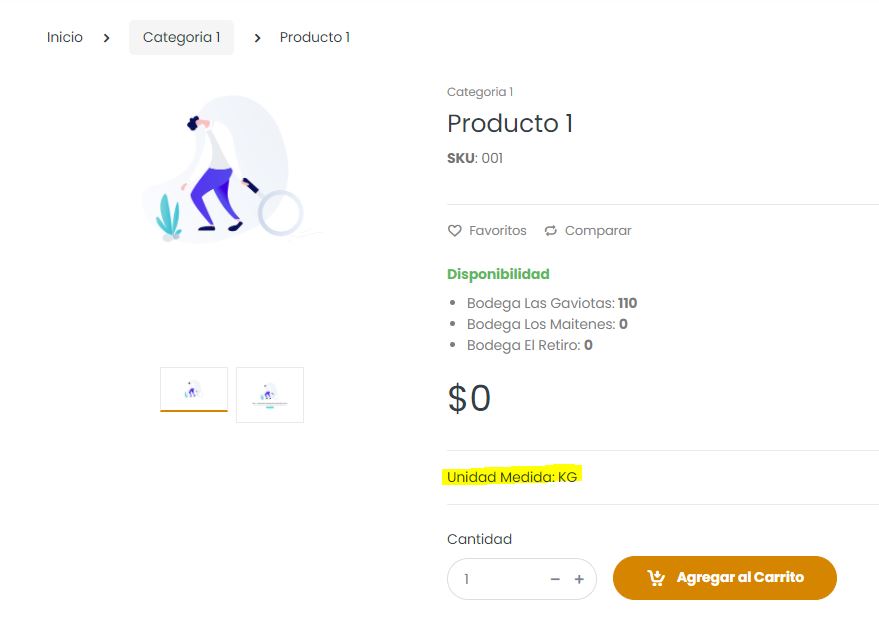 Inicio > Categoria 1 > Producto 1
Categoria 1
Producto 1
SKU: 001
Favoritos Comparar
Disponibilidad
• Bodega Las Gaviotas: 110
• Bodega Los Maitenes: 0
• Bodega El Retiro: 0
$0
Unidad Medida: KG
Cantidad
1 − + Agregar al Carrito